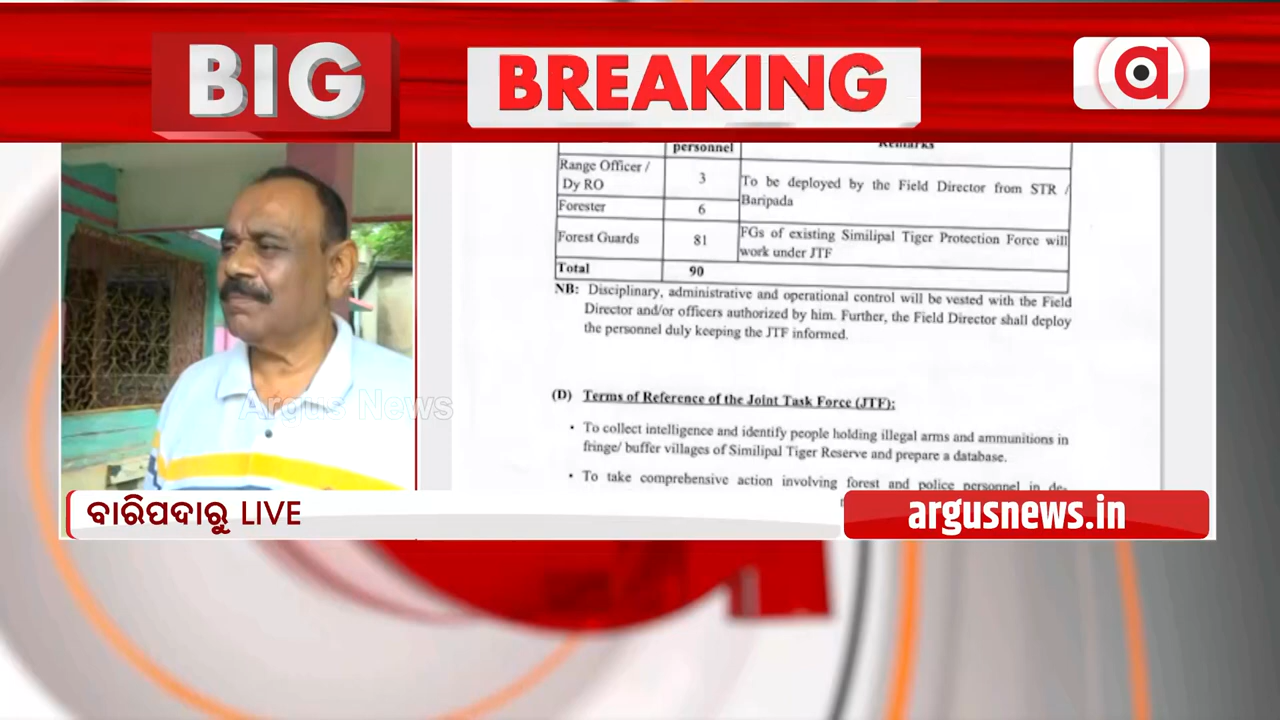 BIG
BREAKING
a
personnel
Remarks
Range Officer /
Dy RO
3
To be deployed by the Field Director from STR /
Baripada
Forester
6
Forest Guards
81
FGs of existing Similipal Tiger Protection Force will
work under JTF
Total
90
NB: Disciplinary, administrative and operational control will be vested with the Field
Director and/or officers authorized by him. Further, the Field Director shall deploy
the personnel duly keeping the JTF informed.
(D) Terms of Reference of the Joint Task Force (JTF):
• To collect intelligence and identify people holding illegal arms and ammunitions in
fringe/ buffer villages of Similipal Tiger Reserve and prepare a database.
• To take comprehensive action involving forest and police personnel in de-
Argus News
ବାରିପଦାରୁ LIVE
argusnews.in